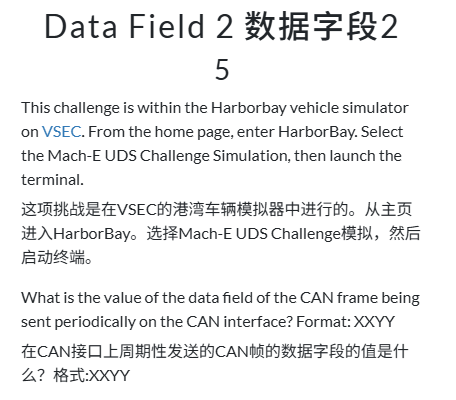 Data Field 2 数据字段2
5
This challenge is within the Harborbay vehicle simulator
on VSEC. From the home page, enter HarborBay. Select
the Mach-E UDS Challenge Simulation, then launch the
terminal.
这项挑战是在VSEC的港湾车辆模拟器中进行的。从主页
进入HarborBay。选择Mach-E UDS Challenge模拟，然后
启动终端。
What is the value of the data field of the CAN frame being
sent periodically on the CAN interface? Format: XXYY
在CAN接口上周期性发送的CAN帧的数据字段的值是什
么？格式:XXYY